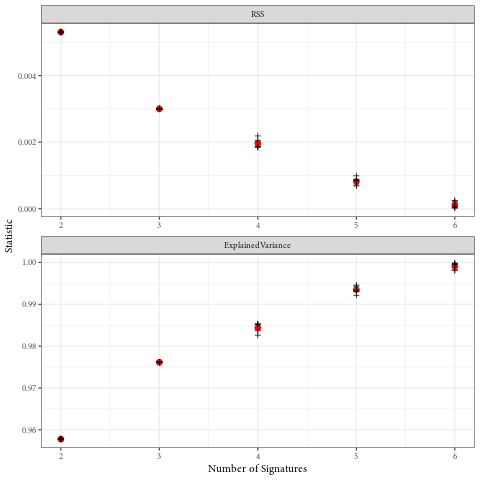 RSS
0.004
0.002
0.000
2 3 4 5 6
Statistic
ExplainedVariance
1.00
0.99
0.98
0.97
0.96
2 3 4 5 6
Number of Signatures